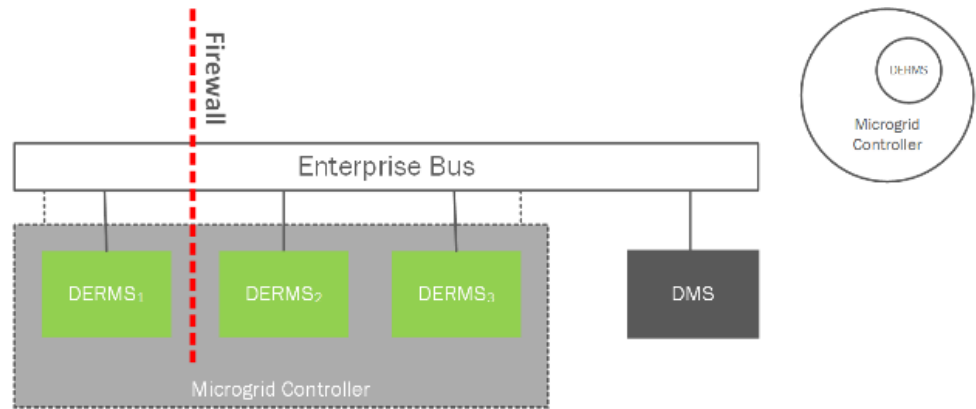 Firewall
DERMS
Microgrid
Controller
Enterprise Bus
DERMS₁
DERMS₂
DERMS₃
DMS
Microgrid Controller